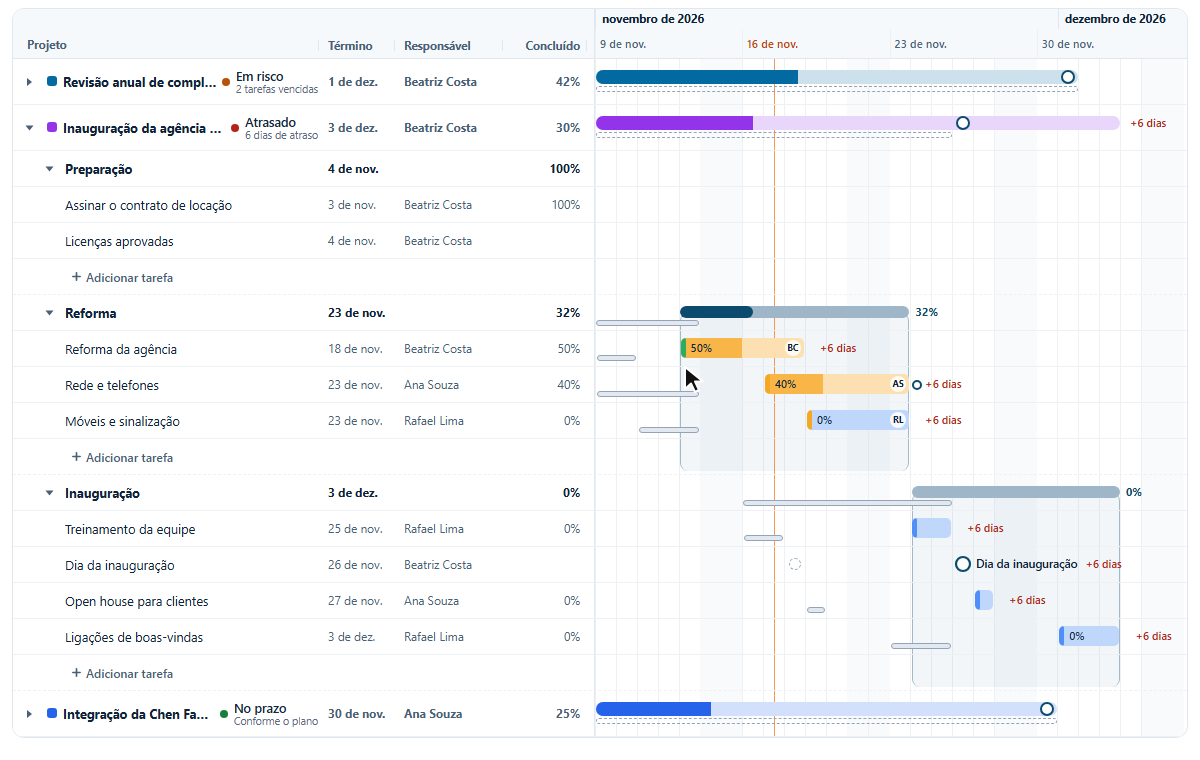 novembro de 2026
dezembro de 2026
Projeto
Término
Responsável
Concluído
9 de nov.
16 de nov.
23 de nov.
30 de nov.
Revisão anual de compl...
Em risco
2 tarefas vencidas
1 de dez.
Beatriz Costa
42%
Inauguração da agência ...
Atrasado
6 dias de atraso
3 de dez.
Beatriz Costa
30%
+6 dias
Preparação
4 de nov.
100%
Assinar o contrato de locação
3 de nov.
Beatriz Costa
100%
Licenças aprovadas
4 de nov.
Beatriz Costa
+ Adicionar tarefa
Reforma
23 de nov.
32%
32%
Reforma da agência
18 de nov.
Beatriz Costa
50%
50%
BC
+6 dias
Rede e telefones
23 de nov.
Ana Souza
40%
40%
AS
+6 dias
Móveis e sinalização
23 de nov.
Rafael Lima
0%
0%
RL
+6 dias
+ Adicionar tarefa
Inauguração
3 de dez.
0%
0%
Treinamento da equipe
25 de nov.
Rafael Lima
0%
+6 dias
Dia da inauguração
26 de nov.
Beatriz Costa
Dia da inauguração
+6 dias
Open house para clientes
27 de nov.
Ana Souza
0%
+6 dias
Ligações de boas-vindas
3 de dez.
Rafael Lima
0%
0%
+6 dias
+ Adicionar tarefa
Integração da Chen Fa...
No prazo
Conforme o plano
30 de nov.
Ana Souza
25%